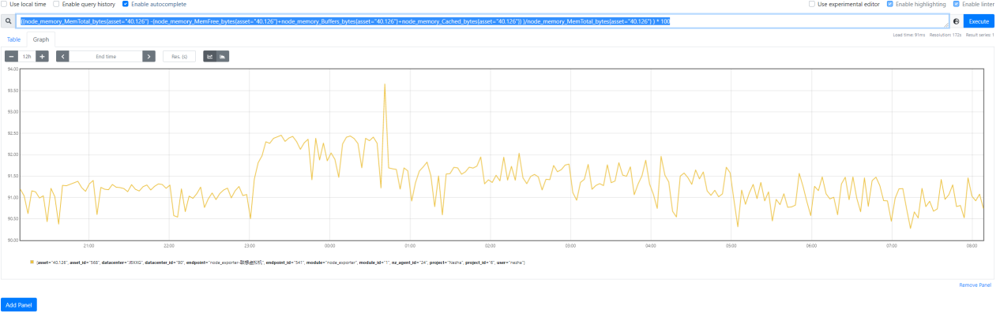 Use local time Enable query history Enable autocomplete Use experimental editor Enable highlighting Enable linter
((node_memory_MemTotal_bytes{asset="40.126"} -(node_memory_MemFree_bytes{asset="40.126"}+node_memory_Buffers_bytes{asset="40.126"}+node_memory_Cached_bytes{asset="40.126"}) )/node_memory_MemTotal_bytes{asset="40.126"} ) * 100 Execute
Table Graph Load time: 91ms Resolution: 172s Result series: 1
− 12h + < End time > Res. (s)
94.00
93.50
93.00
92.50
92.00
91.50
91.00
90.50
90.00
21:00 22:00 23:00 00:00 01:00 02:00 03:00 04:00 05:00 06:00 07:00 08:00
{asset="40.126", asset_id="568", datacenter="JBXXG", datacenter_id="90", endpoint="node_exporter-联想虚拟机", endpoint_id="541", module="node_exporter", module_id="1", nz_agent_id="24", project="Nezha", project_id="6", user="nezha"}
Remove Panel
Add Panel